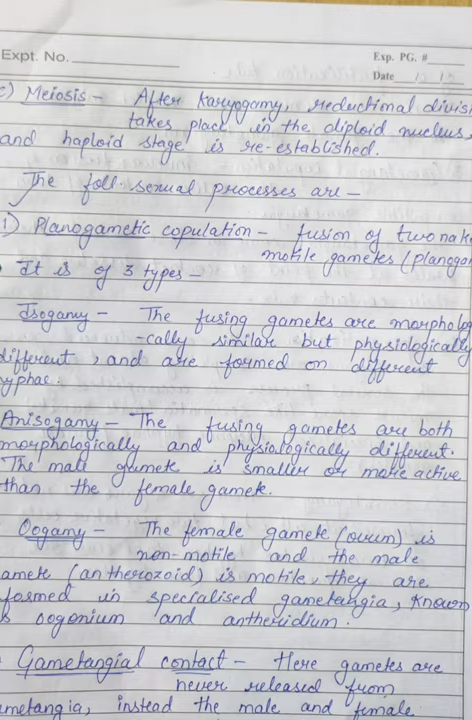 Expt. No.
Exp. PG. #
Date
c) Meiosis - After Karyogamy, reductional divisi
takes place in the diploid nucleus,
and haploid stage is re-established.
The foll. sexual processes are -
1) Planogametic copulation - fusion of two nak
motile gametes (planoga
It is of 3 types -
Isogamy - The fusing gametes are morpholog
-cally similar but physiologically
different, and are formed on different
yphae.
Anisogamy - The fusing gametes are both
morphologically and physiologically different.
The male gamete is smaller or more active
than the female gamete.
Oogamy - The female gamete (ovum) is
non-motile and the male
amete (antherozoid) is motile, they are
formed in specialised gametangia, known
s oogonium and antheridium.
Gametangial contact - Here gametes are
never released from
ametangia, instead the male and female